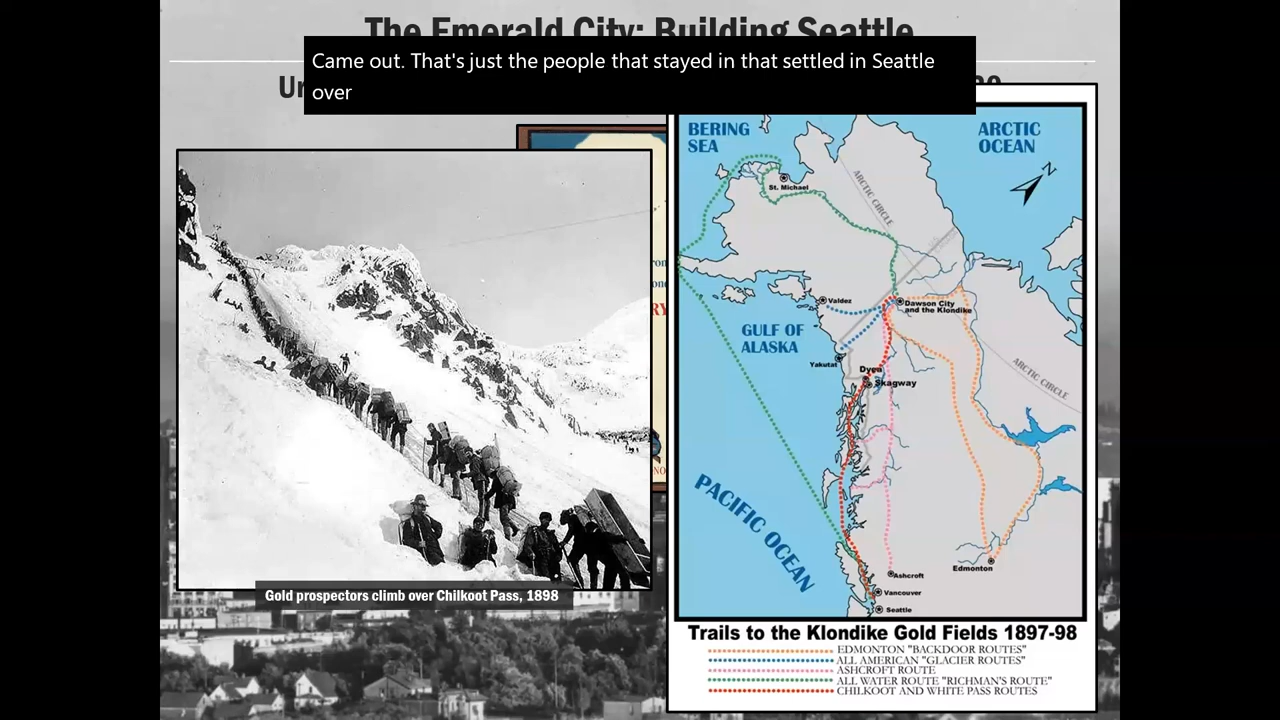 The Emerald City: Building Seattle
Came out. That's just the people that stayed in that settled in Seattle
over
BERING
SEA
ARCTIC
OCEAN
N
St. Michael
ARCTIC CIRCLE
Valdez
Dawson City
and the Klondike
GULF OF
ALASKA
Yakutat
Dyea
Skagway
ARCTIC CIRCLE
PACIFIC OCEAN
Ashcroft
Edmonton
Vancouver
Seattle
Gold prospectors climb over Chilkoot Pass, 1898
Trails to the Klondike Gold Fields 1897-98
EDMONTON "BACKDOOR ROUTES"
ALL AMERICAN "GLACIER ROUTES"
ASHCROFT ROUTE
ALL WATER ROUTE "RICHMAN'S ROUTE"
CHILKOOT AND WHITE PASS ROUTES